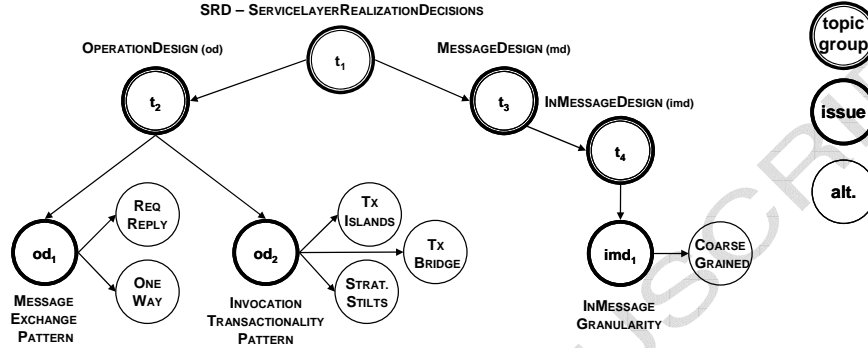 SRD – SERVICELAYERREALIZATIONDECISIONS
OPERATIONDESIGN (od)
t1
MESSAGEDESIGN (md)
topic
group
t2
t3
INMESSAGEDESIGN (imd)
issue
t4
REQ
REPLY
TX
ISLANDS
alt.
od1
od2
TX
BRIDGE
imd1
COARSE
GRAINED
ONE
WAY
STRAT.
STILTS
MESSAGE
EXCHANGE
PATTERN
INVOCATION
TRANSACTIONALITY
PATTERN
INMESSAGE
GRANULARITY